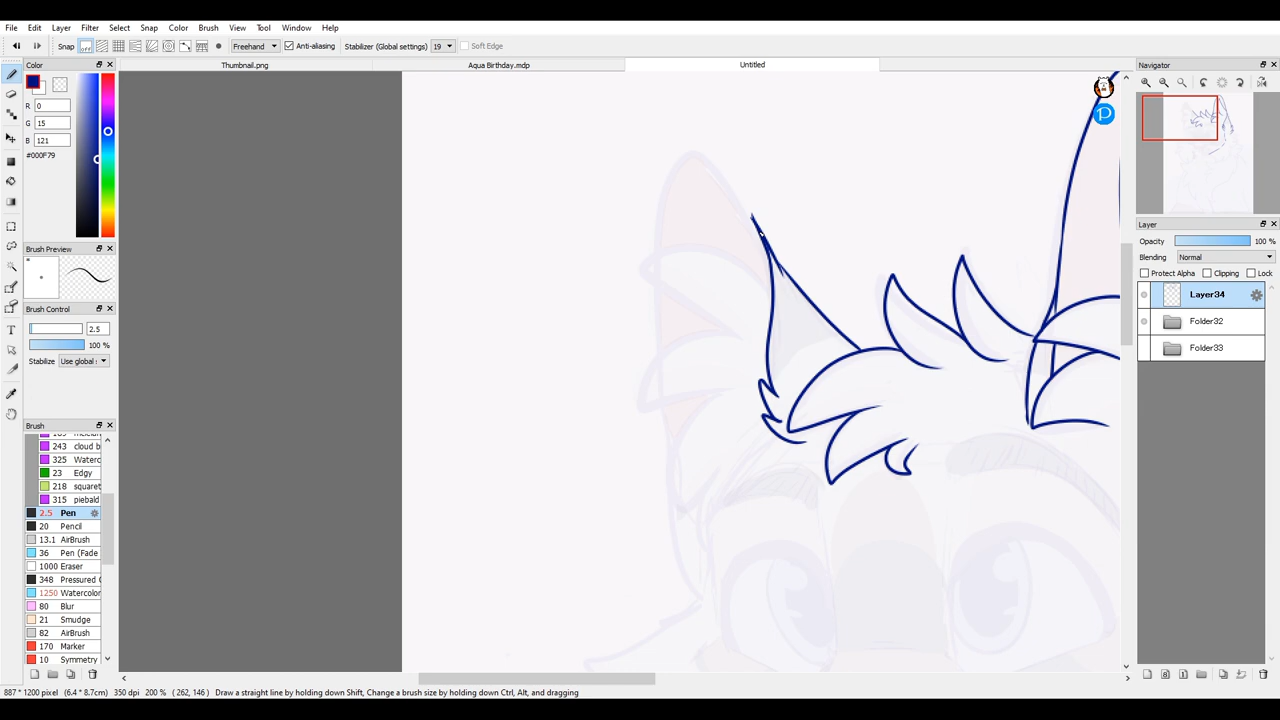 File Edit Layer Filter Select Snap Color Brush View Tool Window Help
Snap off Freehand Anti-aliasing Stabilizer (Global settings) 19 Soft Edge
Color Thumbnail.png Aqua Birthday.mdp Untitled Navigator
R 0
G 15
B 121
#000F79
Brush Preview
Brush Control
2.5
100 %
Stabilize Use global
Brush
243 cloud b
325 Waterc
23 Edgy
218 squaret
315 piebald
2.5 Pen
20 Pencil
13.1 AirBrush
36 Pen (Fade
1000 Eraser
348 Pressured
1250 Watercolor
80 Blur
21 Smudge
82 AirBrush
170 Marker
10 Symmetry
Layer
Opacity 100 %
Blending Normal
Protect Alpha Clipping Lock
Layer34
Folder32
Folder33
887 * 1200 pixel (6.4 * 8.7cm) 350 dpi 200 % ( 262, 146 ) Draw a straight line by holding down Shift, Change a brush size by holding down Ctrl, Alt, and dragging